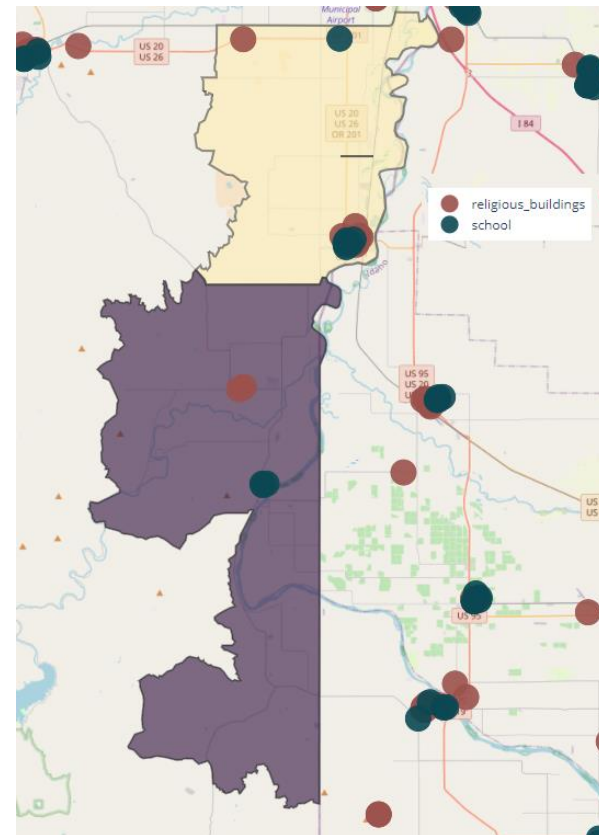 Municipal
Airport
US 20
US 26
US 20
US 26
OR 201
I 84
religious_buildings
school
Idaho
US 95
US 20
US
US
US 95